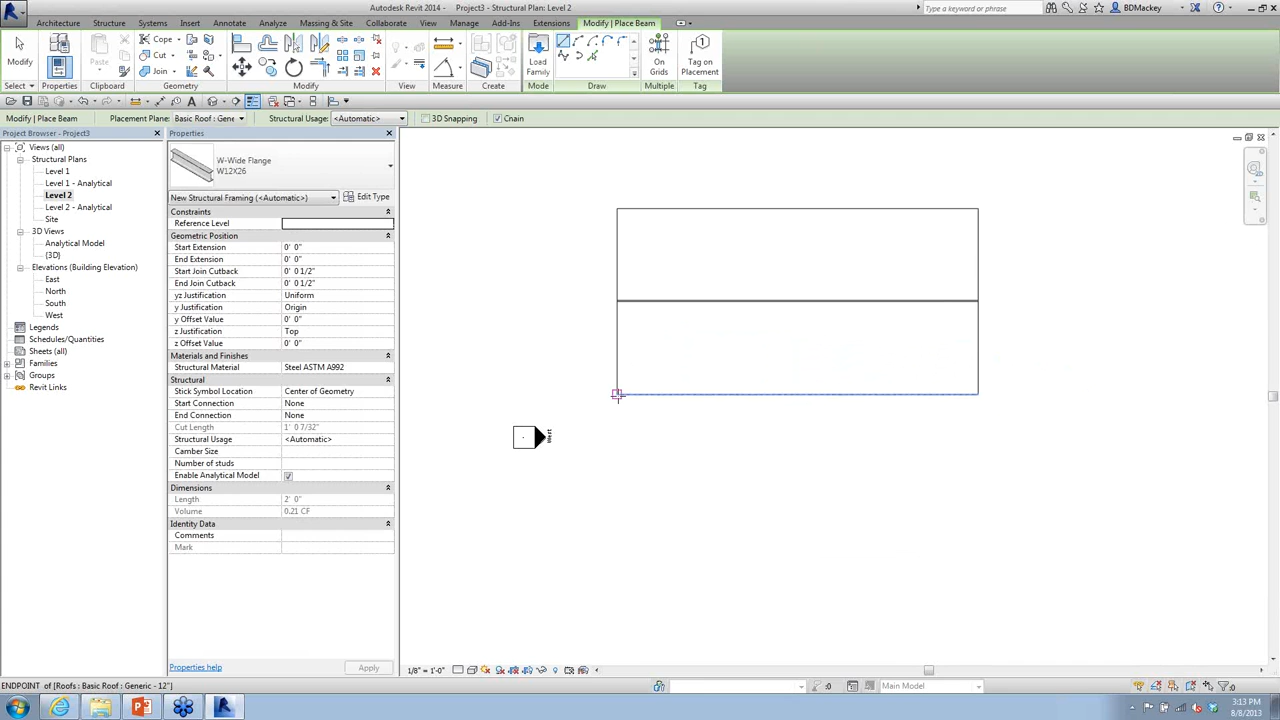 Autodesk Revit 2014 - Project3 - Structural Plan: Level 2
Type a keyword or phrase
BDMackey
Architecture Structure Systems Insert Annotate Analyze Massing & Site Collaborate View Manage Add-Ins Extensions Modify | Place Beam
Modify
Paste
Cope
Cut
Join
Load
Family
On
Grids
Tag on
Placement
Select Properties Clipboard Geometry Modify View Measure Create Mode Draw Multiple Tag
Modify | Place Beam Placement Plane: Basic Roof : Gene Structural Usage: <Automatic> 3D Snapping Chain
Project Browser - Project3
Views (all)
Structural Plans
Level 1
Level 1 - Analytical
Level 2
Level 2 - Analytical
Site
3D Views
Analytical Model
{3D}
Elevations (Building Elevation)
East
North
South
West
Legends
Schedules/Quantities
Sheets (all)
Families
Groups
Revit Links
Properties
W-Wide Flange
W12X26
New Structural Framing (<Automatic>) Edit Type
Constraints
Reference Level
Geometric Position
Start Extension 0' 0"
End Extension 0' 0"
Start Join Cutback 0' 0 1/2"
End Join Cutback 0' 0 1/2"
yz Justification Uniform
y Justification Origin
y Offset Value 0' 0"
z Justification Top
z Offset Value 0' 0"
Materials and Finishes
Structural Material Steel ASTM A992
Structural
Stick Symbol Location Center of Geometry
Start Connection None
End Connection None
Cut Length 1' 0 7/32"
Structural Usage <Automatic>
Camber Size
Number of studs
Enable Analytical Model
Dimensions
Length 2' 0"
Volume 0.21 CF
Identity Data
Comments
Mark
Properties help Apply
West
1/8" = 1'-0"
ENDPOINT of [Roofs : Basic Roof : Generic - 12"]
:0
Main Model
:0
3:13 PM
8/8/2013